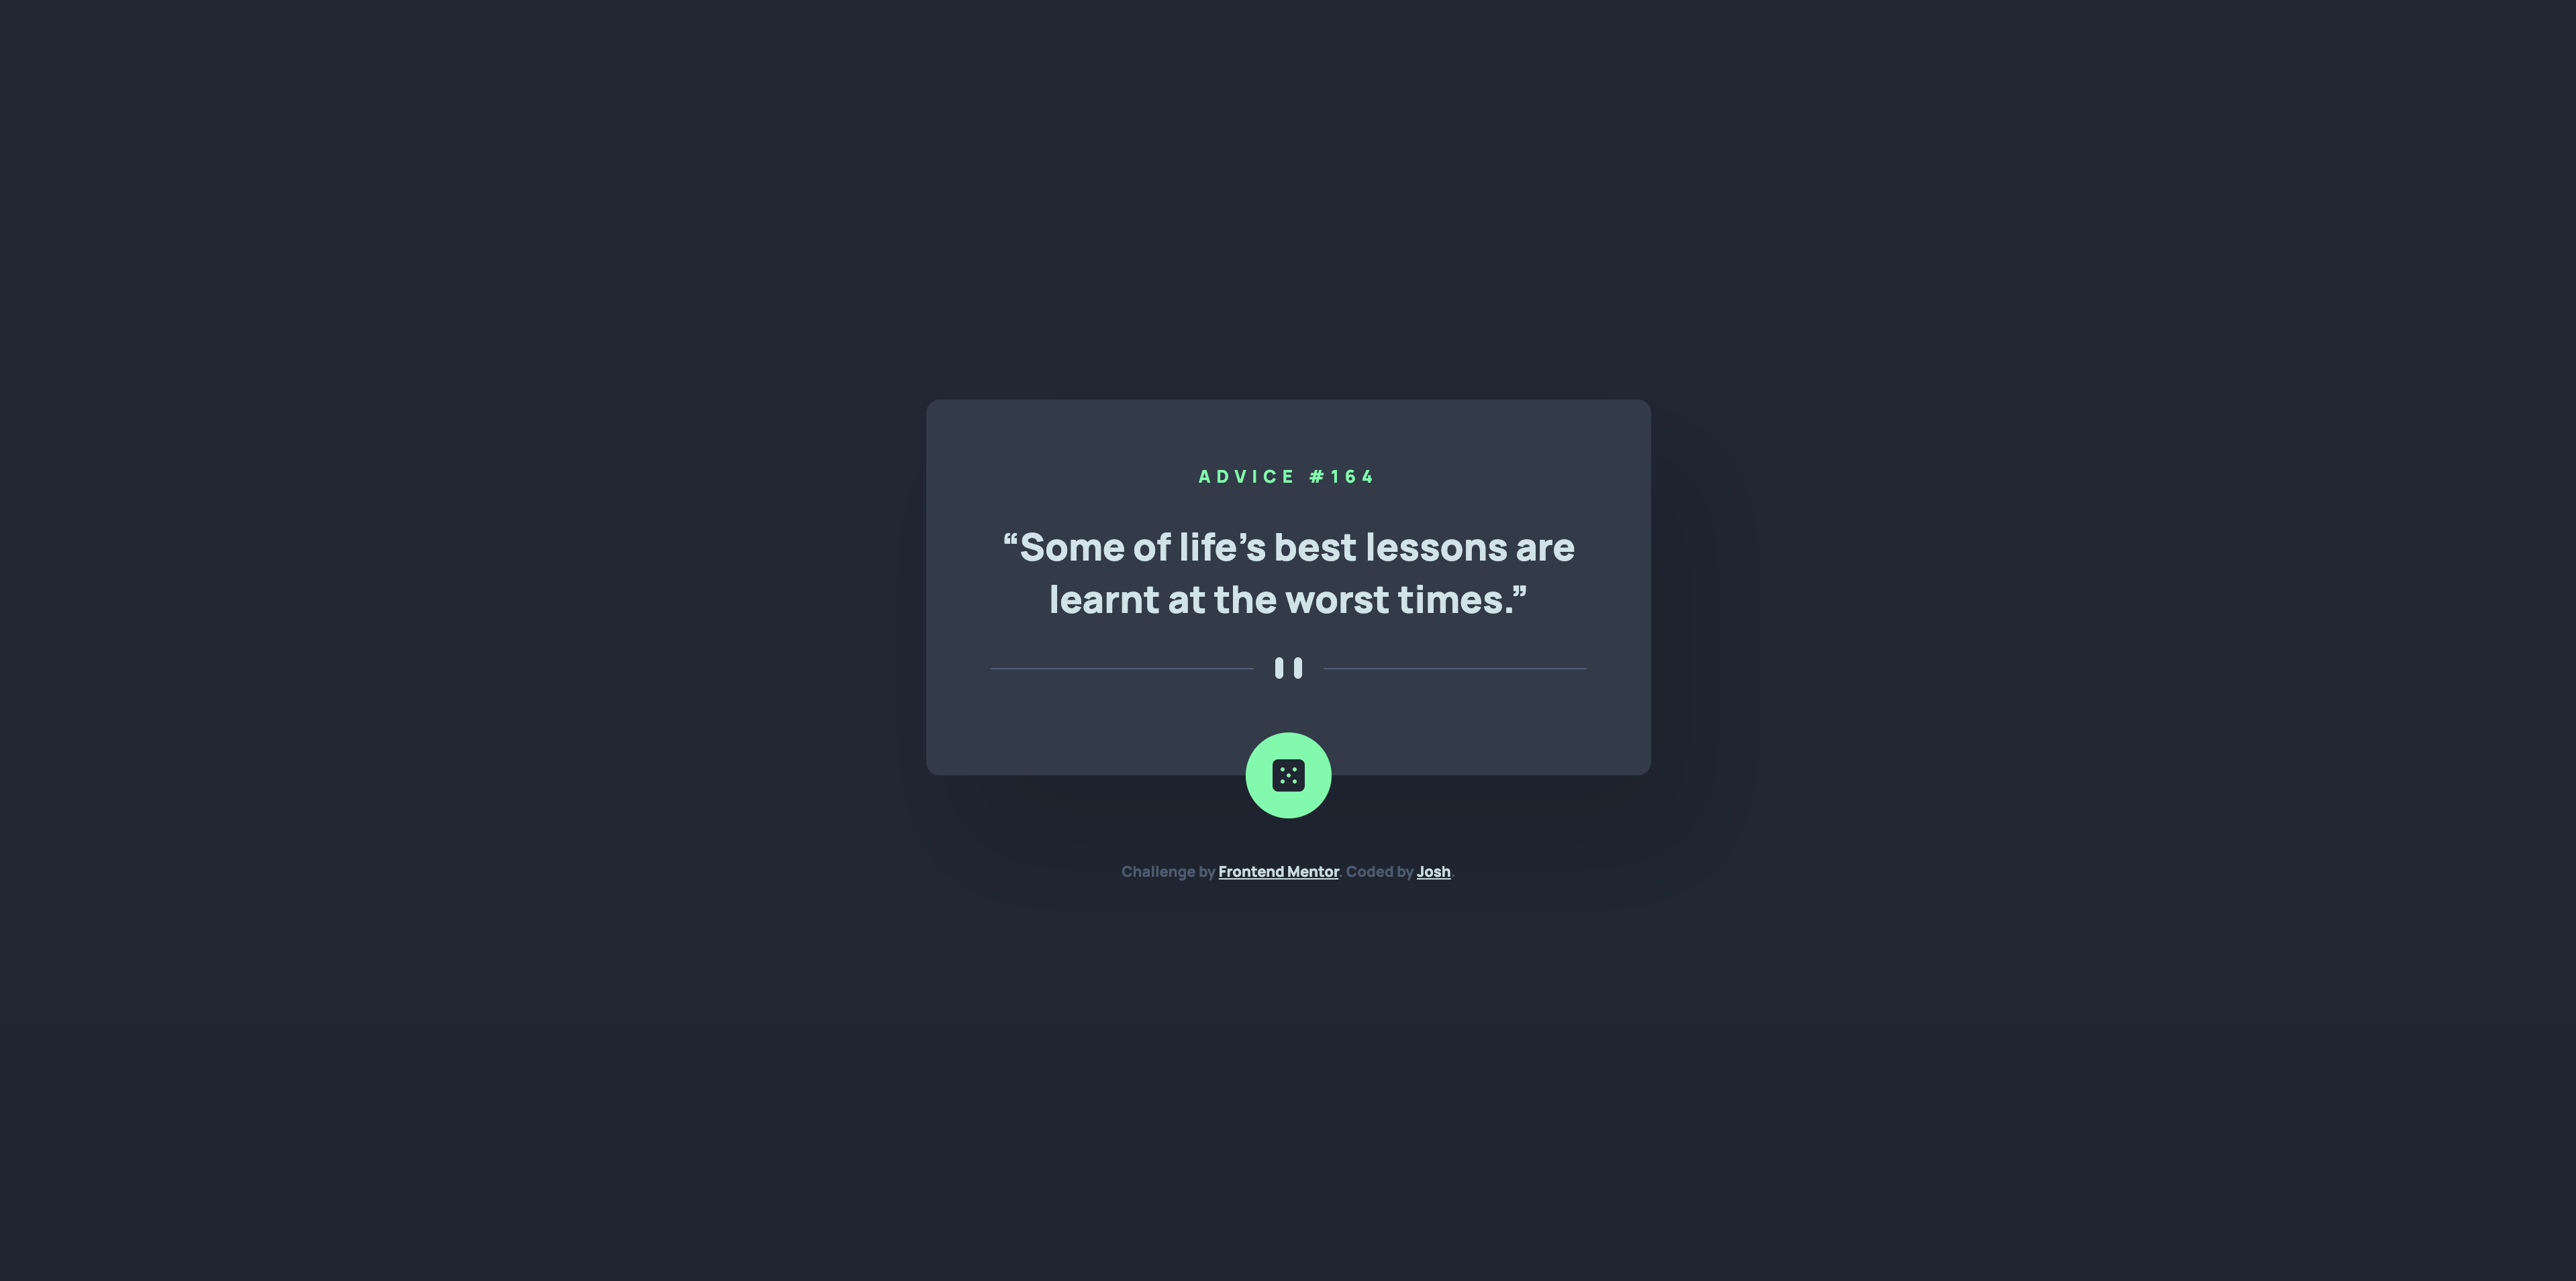 ADVICE #164
“Some of life’s best lessons are
learnt at the worst times.”
Challenge by Frontend Mentor. Coded by Josh.